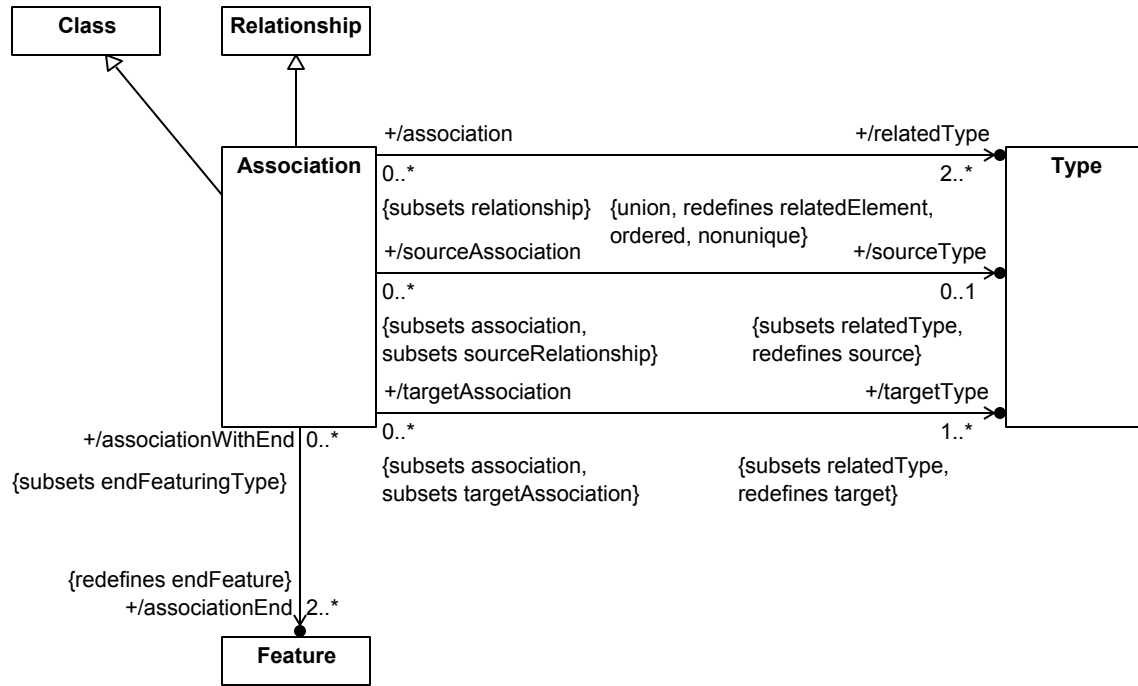 Class
Relationship
+/association
+/relatedType
Association
Type
0..*
2..*
{subsets relationship}
{union, redefines relatedElement,
ordered, nonunique}
+/sourceAssociation
+/sourceType
0..*
0..1
{subsets association,
subsets sourceRelationship}
{subsets relatedType,
redefines source}
+/targetAssociation
+/targetType
0..*
1..*
{subsets association,
subsets targetAssociation}
{subsets relatedType,
redefines target}
+/associationWithEnd
0..*
{subsets endFeaturingType}
{redefines endFeature}
+/associationEnd
2..*
Feature